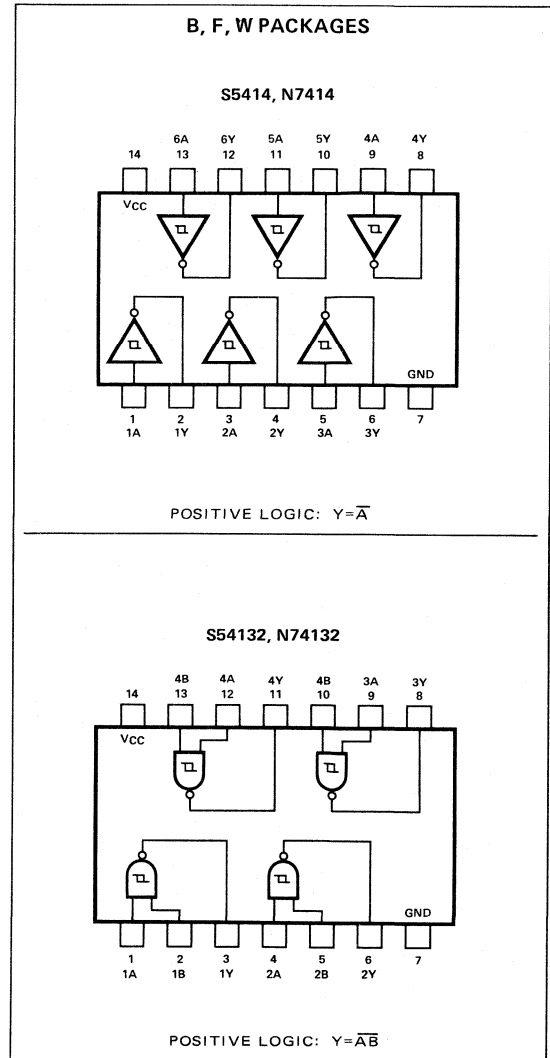 B, F, W PACKAGES
S5414, N7414
6A 6Y 5A 5Y 4A 4Y
14 13 12 11 10 9 8
VCC
GND
1 2 3 4 5 6 7
1A 1Y 2A 2Y 3A 3Y
POSITIVE LOGIC: Y=A̅
S54132, N74132
4B 4A 4Y 4B 3A 3Y
14 13 12 11 10 9 8
VCC
GND
1 2 3 4 5 6 7
1A 1B 1Y 2A 2B 2Y
POSITIVE LOGIC: Y=A̅B̅